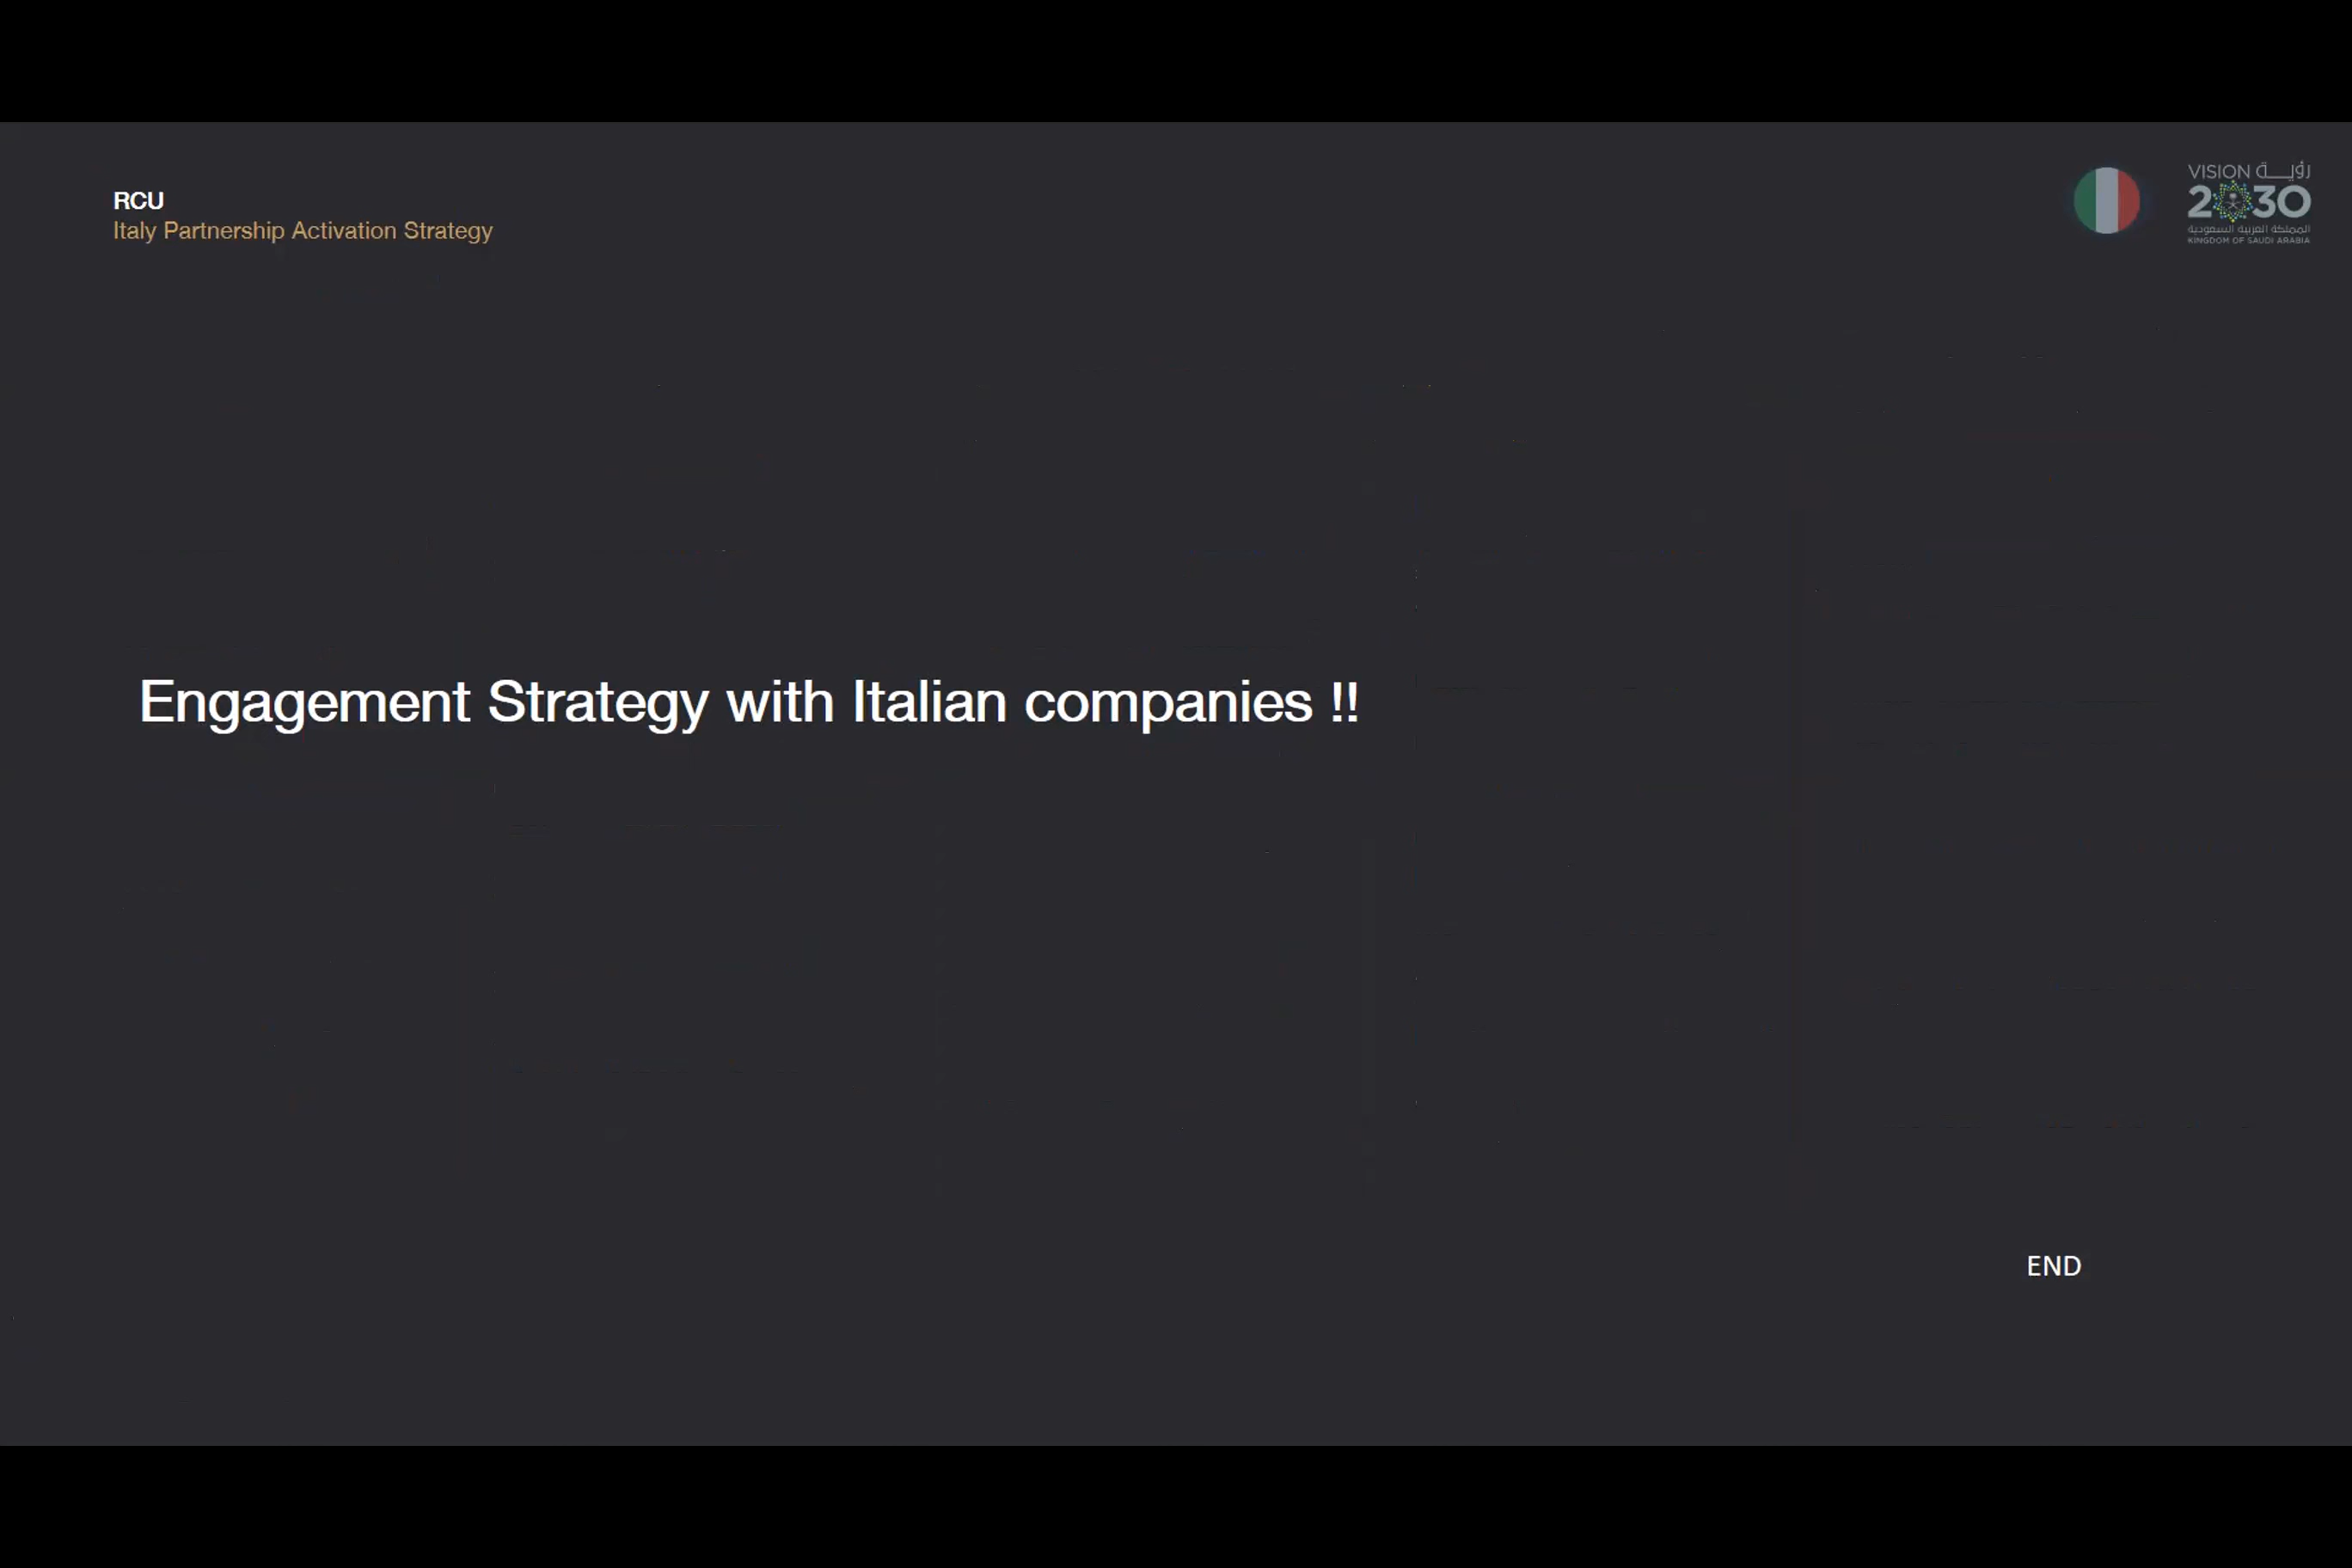 RCU
Italy Partnership Activation Strategy
VISION رؤيـــة
2030
المملكة العربية السعودية
KINGDOM OF SAUDI ARABIA
Engagement Strategy with Italian companies !!
END